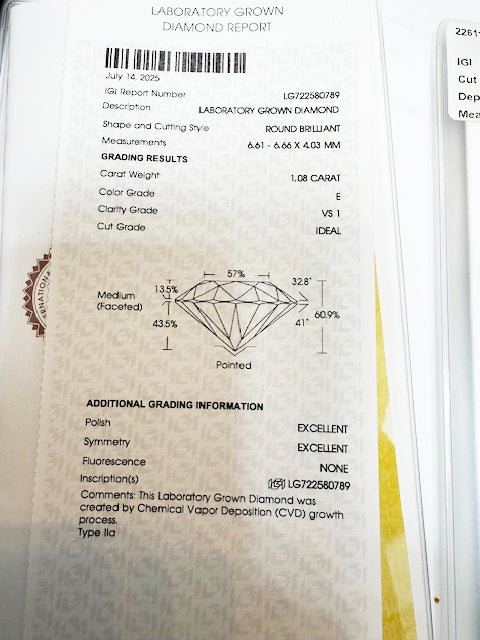 LABORATORY GROWN
DIAMOND REPORT
July 14, 2025
IGI Report Number LG722580789
Description LABORATORY GROWN DIAMOND
Shape and Cutting Style ROUND BRILLIANT
Measurements 6.61 - 6.66 X 4.03 MM
GRADING RESULTS
Carat Weight 1.08 CARAT
Color Grade E
Clarity Grade VS 1
Cut Grade IDEAL
57%
13.5% 32.8°
Medium
(Faceted)
60.9%
43.5% 41°
Pointed
ADDITIONAL GRADING INFORMATION
Polish EXCELLENT
Symmetry EXCELLENT
Fluorescence NONE
Inscription(s) IGI LG722580789
Comments: This Laboratory Grown Diamond was
created by Chemical Vapor Deposition (CVD) growth
process.
Type IIa
IGI
Cut